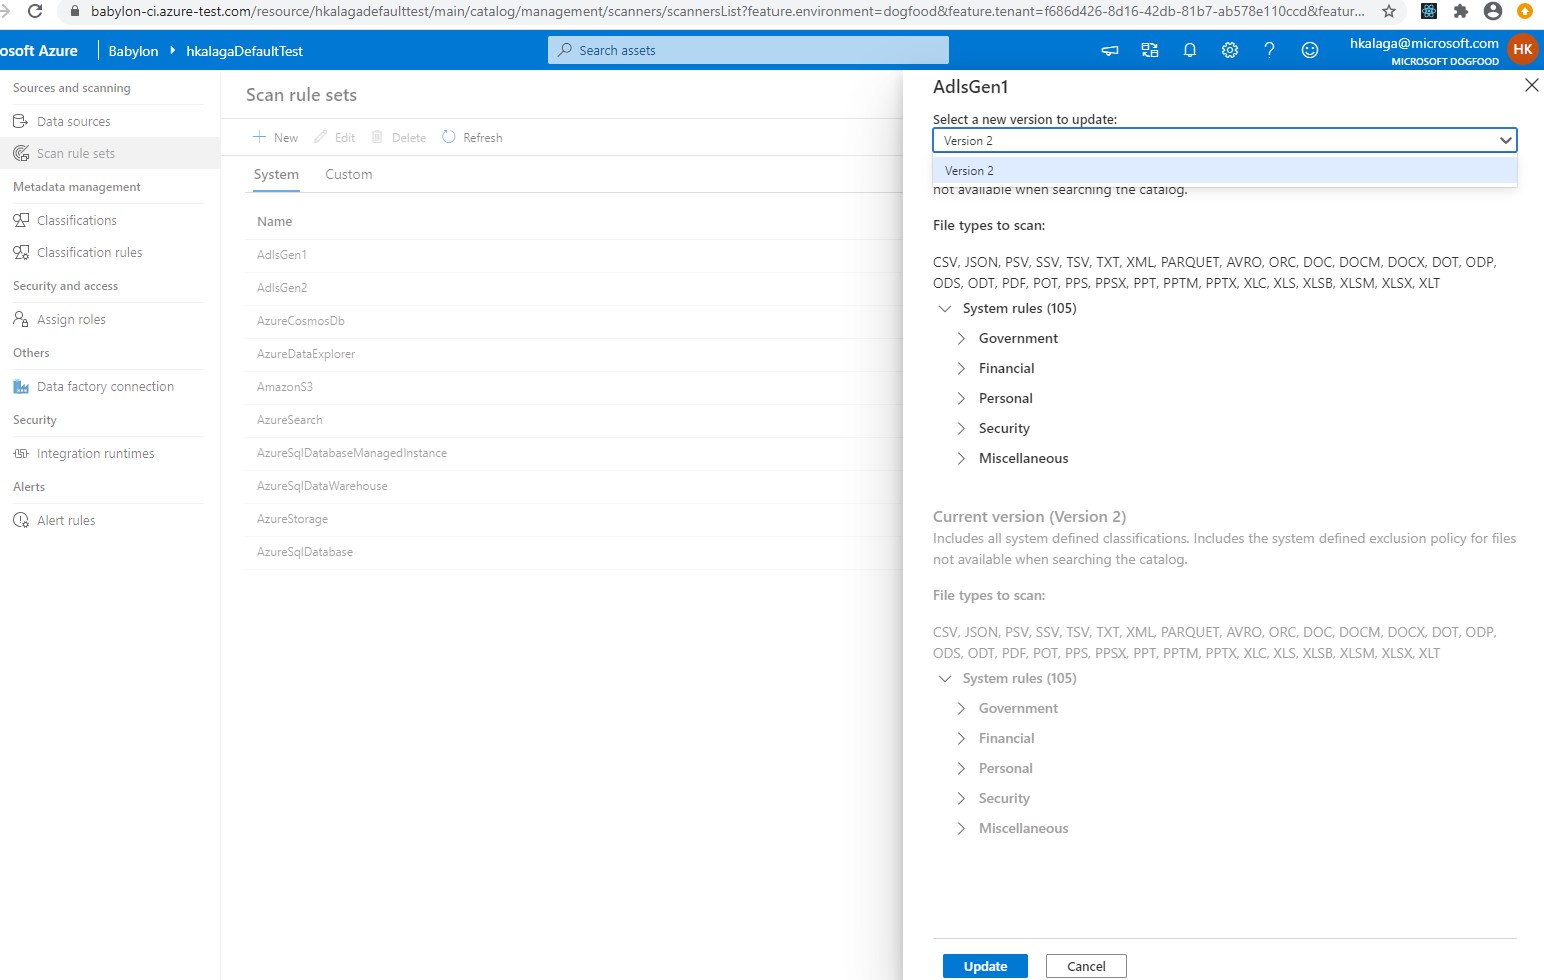 babylon-ci.azure-test.com/resource/hkalagadefaulttest/main/catalog/management/scanners/scannersList?feature.environment=dogfood&feature.tenant=f686d426-8d16-42db-81b7-ab578e110ccd&featur...
osoft Azure
Babylon
hkalagaDefaultTest
Search assets
hkalaga@microsoft.com
MICROSOFT DOGFOOD
HK
Sources and scanning
Data sources
Scan rule sets
Metadata management
Classifications
Classification rules
Security and access
Assign roles
Others
Data factory connection
Security
Integration runtimes
Alerts
Alert rules
Scan rule sets
New Edit Delete Refresh
System Custom
Name
AdlsGen1
AdlsGen2
AzureCosmosDb
AzureDataExplorer
AmazonS3
AzureSearch
AzureSqlDatabaseManagedInstance
AzureSqlDataWarehouse
AzureStorage
AzureSqlDatabase
AdlsGen1
Select a new version to update:
Version 2
Version 2
not available when searching the catalog.
File types to scan:
CSV, JSON, PSV, SSV, TSV, TXT, XML, PARQUET, AVRO, ORC, DOC, DOCM, DOCX, DOT, ODP,
ODS, ODT, PDF, POT, PPS, PPSX, PPT, PPTM, PPTX, XLC, XLS, XLSB, XLSM, XLSX, XLT
System rules (105)
Government
Financial
Personal
Security
Miscellaneous
Current version (Version 2)
Includes all system defined classifications. Includes the system defined exclusion policy for files
not available when searching the catalog.
File types to scan:
CSV, JSON, PSV, SSV, TSV, TXT, XML, PARQUET, AVRO, ORC, DOC, DOCM, DOCX, DOT, ODP,
ODS, ODT, PDF, POT, PPS, PPSX, PPT, PPTM, PPTX, XLC, XLS, XLSB, XLSM, XLSX, XLT
System rules (105)
Government
Financial
Personal
Security
Miscellaneous
Update Cancel